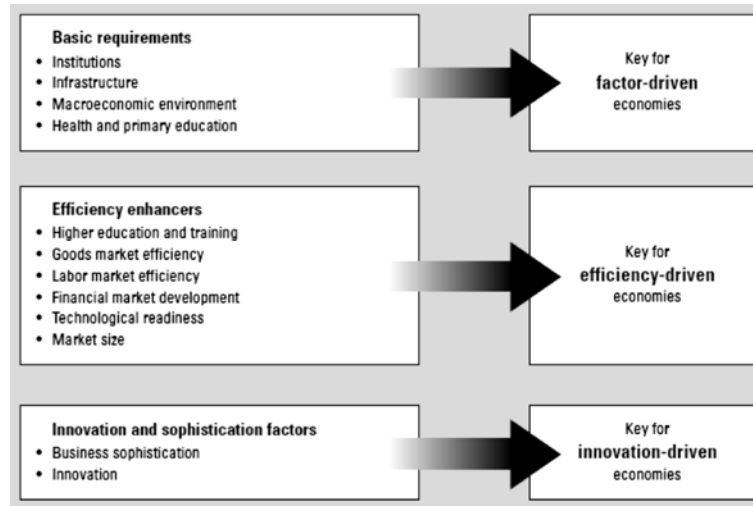 Basic requirements
• Institutions
• Infrastructure
• Macroeconomic environment
• Health and primary education
Key for
factor-driven
economies
Efficiency enhancers
• Higher education and training
• Goods market efficiency
• Labor market efficiency
• Financial market development
• Technological readiness
• Market size
Key for
efficiency-driven
economies
Innovation and sophistication factors
• Business sophistication
• Innovation
Key for
innovation-driven
economies